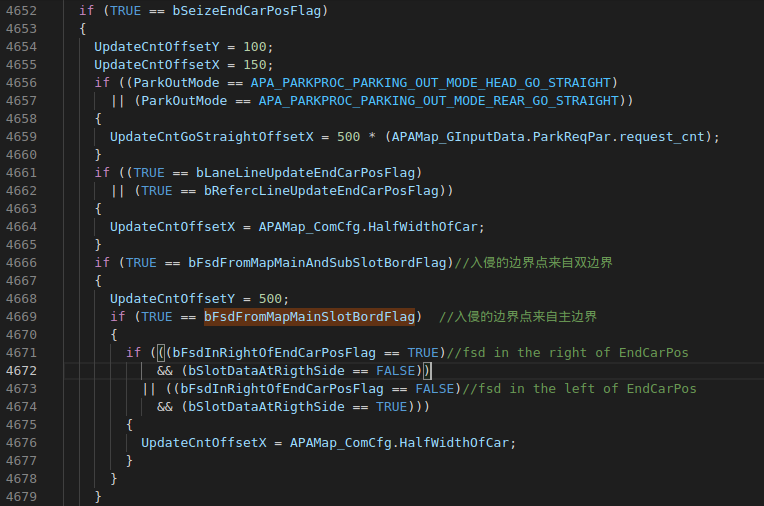 4652 if (TRUE == bSeizeEndCarPosFlag)
4653 {
4654 UpdateCntOffsetY = 100;
4655 UpdateCntOffsetX = 150;
4656 if ((ParkOutMode == APA_PARKPROC_PARKING_OUT_MODE_HEAD_GO_STRAIGHT)
4657 || (ParkOutMode == APA_PARKPROC_PARKING_OUT_MODE_REAR_GO_STRAIGHT))
4658 {
4659 UpdateCntGoStraightOffsetX = 500 * (APAMap_GInputData.ParkReqPar.request_cnt);
4660 }
4661 if ((TRUE == bLaneLineUpdateEndCarPosFlag)
4662 || (TRUE == bRefercLineUpdateEndCarPosFlag))
4663 {
4664 UpdateCntOffsetX = APAMap_ComCfg.HalfWidthOfCar;
4665 }
4666 if (TRUE == bFsdFromMapMainAndSubSlotBordFlag)//入侵的边界点来自双边界
4667 {
4668 UpdateCntOffsetY = 500;
4669 if (TRUE == bFsdFromMapMainSlotBordFlag) //入侵的边界点来自主边界
4670 {
4671 if (((bFsdInRightOfEndCarPosFlag == TRUE)//fsd in the right of EndCarPos
4672 && (bSlotDataAtRigthSide == FALSE))
4673 || ((bFsdInRightOfEndCarPosFlag == FALSE)//fsd in the left of EndCarPos
4674 && (bSlotDataAtRigthSide == TRUE)))
4675 {
4676 UpdateCntOffsetX = APAMap_ComCfg.HalfWidthOfCar;
4677 }
4678 }
4679 }